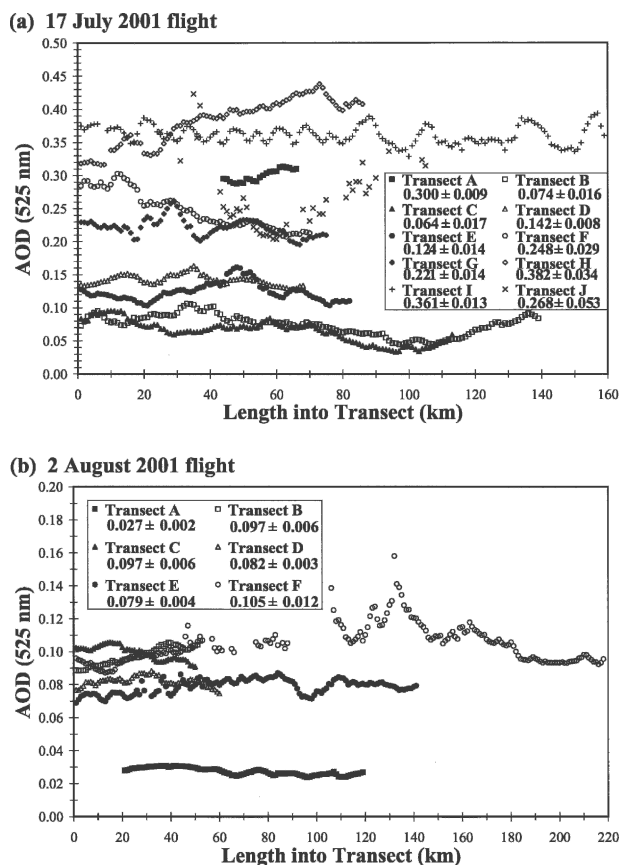 (a) 17 July 2001 flight
0.50
0.45
0.40
0.35
0.30
0.25
0.20
0.15
0.10
0.05
0.00
AOD (525 nm)
Transect A Transect B
0.300 ± 0.009 0.074 ± 0.016
Transect C Transect D
0.064 ± 0.017 0.142 ± 0.008
Transect E Transect F
0.124 ± 0.014 0.248 ± 0.029
Transect G Transect H
0.221 ± 0.014 0.382 ± 0.034
Transect I Transect J
0.361 ± 0.013 0.268 ± 0.053
0 20 40 60 80 100 120 140 160
Length into Transect (km)
(b) 2 August 2001 flight
0.20
0.18
0.16
0.14
0.12
0.10
0.08
0.06
0.04
0.02
0.00
AOD (525 nm)
Transect A Transect B
0.027 ± 0.002 0.097 ± 0.006
Transect C Transect D
0.097 ± 0.006 0.082 ± 0.003
Transect E Transect F
0.079 ± 0.004 0.105 ± 0.012
0 20 40 60 80 100 120 140 160 180 200 220
Length into Transect (km)